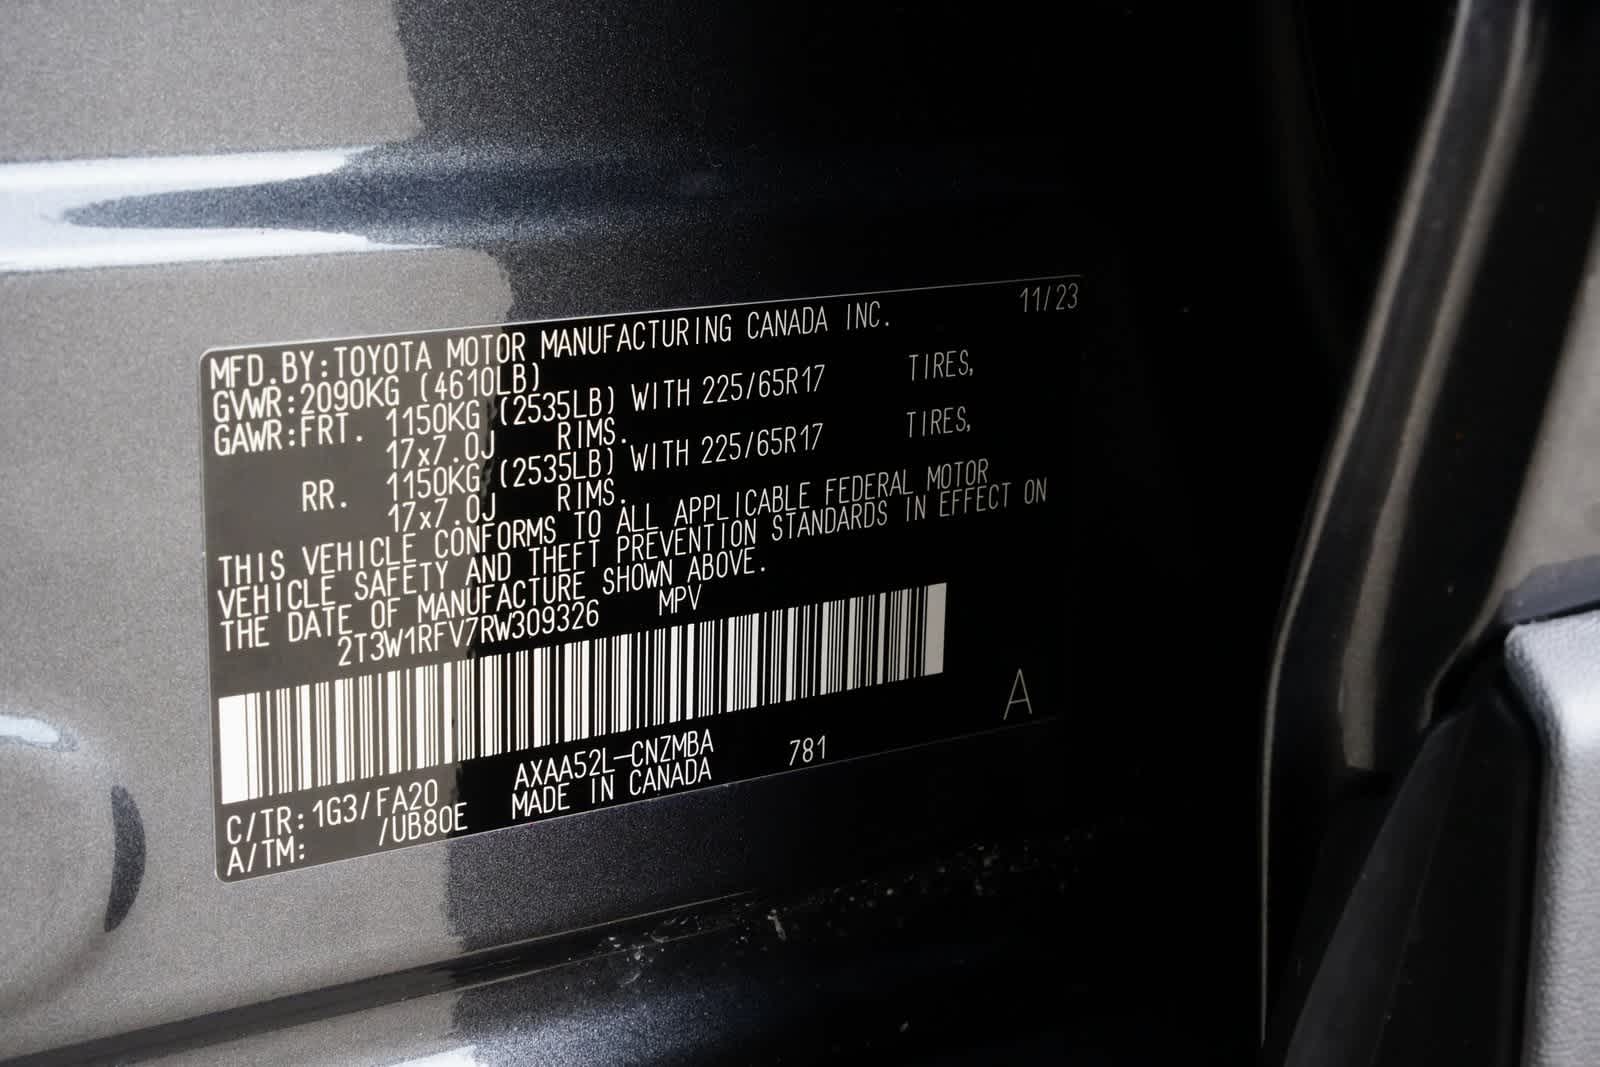 MFD.BY:TOYOTA MOTOR MANUFACTURING CANADA INC. 11/23
GVWR:2090KG (4610LB)
GAWR:FRT. 1150KG (2535LB) WITH 225/65R17 TIRES,
17x7.0J RIMS.
RR. 1150KG (2535LB) WITH 225/65R17 TIRES,
17x7.0J RIMS.
THIS VEHICLE CONFORMS TO ALL APPLICABLE FEDERAL MOTOR
VEHICLE SAFETY AND THEFT PREVENTION STANDARDS IN EFFECT ON
THE DATE OF MANUFACTURE SHOWN ABOVE.
2T3W1RFV7RW309326 MPV
A
C/TR:1G3/FA20 AXAA52L-CNZMBA 781
A/TM: /UB80E MADE IN CANADA